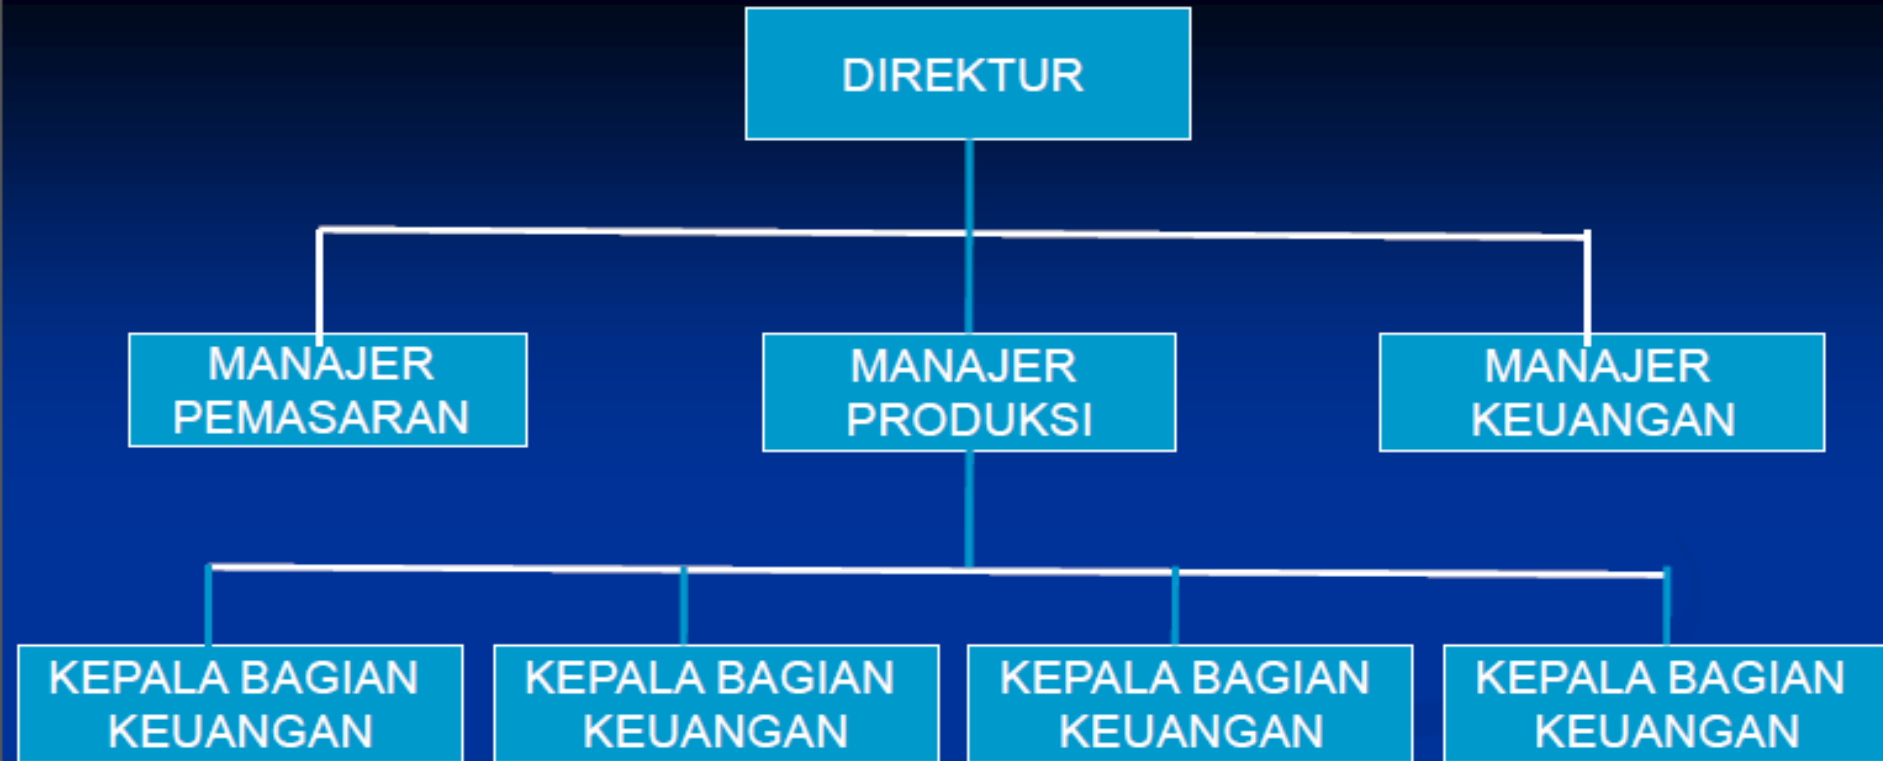 DIREKTUR
MANAJER
PEMASARAN
MANAJER
PRODUKSI
MANAJER
KEUANGAN
KEPALA BAGIAN
KEUANGAN
KEPALA BAGIAN
KEUANGAN
KEPALA BAGIAN
KEUANGAN
KEPALA BAGIAN
KEUANGAN